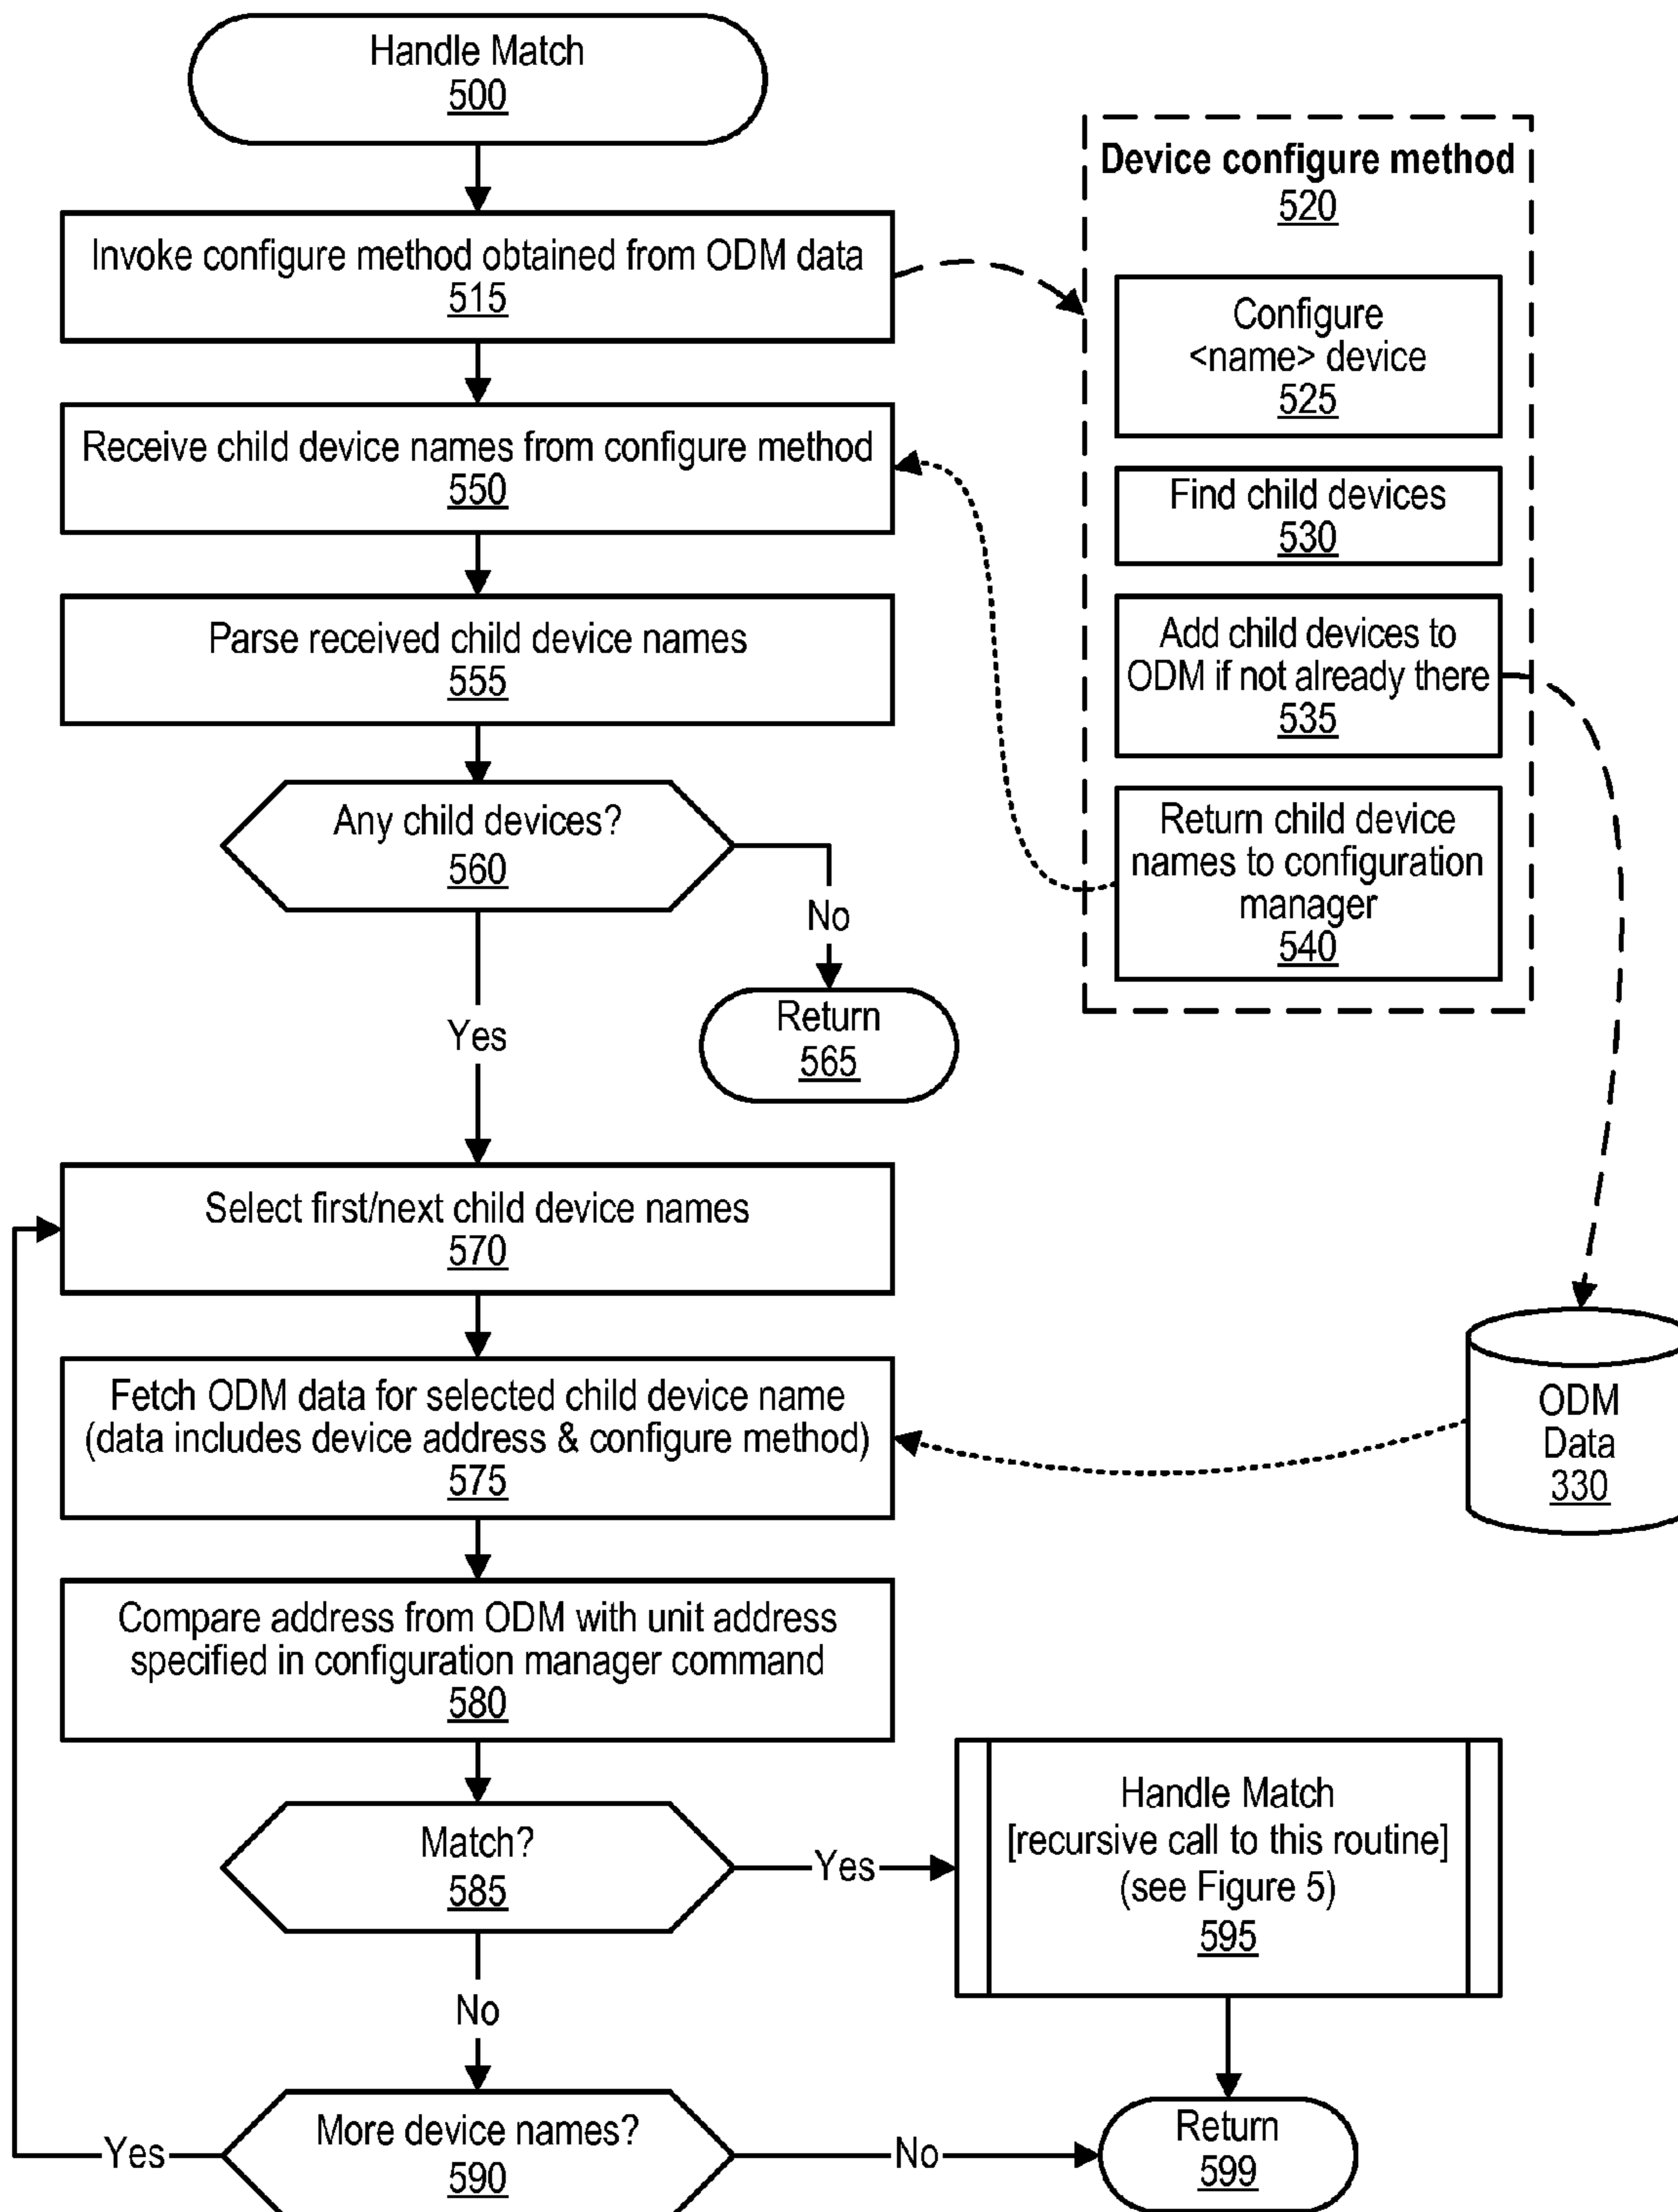 Handle Match
500
Invoke configure method obtained from ODM data
515
Receive child device names from configure method
550
Parse received child device names
555
Any child devices?
560
No
Return
565
Yes
Device configure method
520
Configure
<name> device
525
Find child devices
530
Add child devices to
ODM if not already there
535
Return child device
names to configuration
manager
540
Select first/next child device names
570
Fetch ODM data for selected child device name
(data includes device address & configure method)
575
ODM
Data
330
Compare address from ODM with unit address
specified in configuration manager command
580
Match?
585
Yes
Handle Match
[recursive call to this routine]
(see Figure 5)
595
No
More device names?
590
Yes
No
Return
599